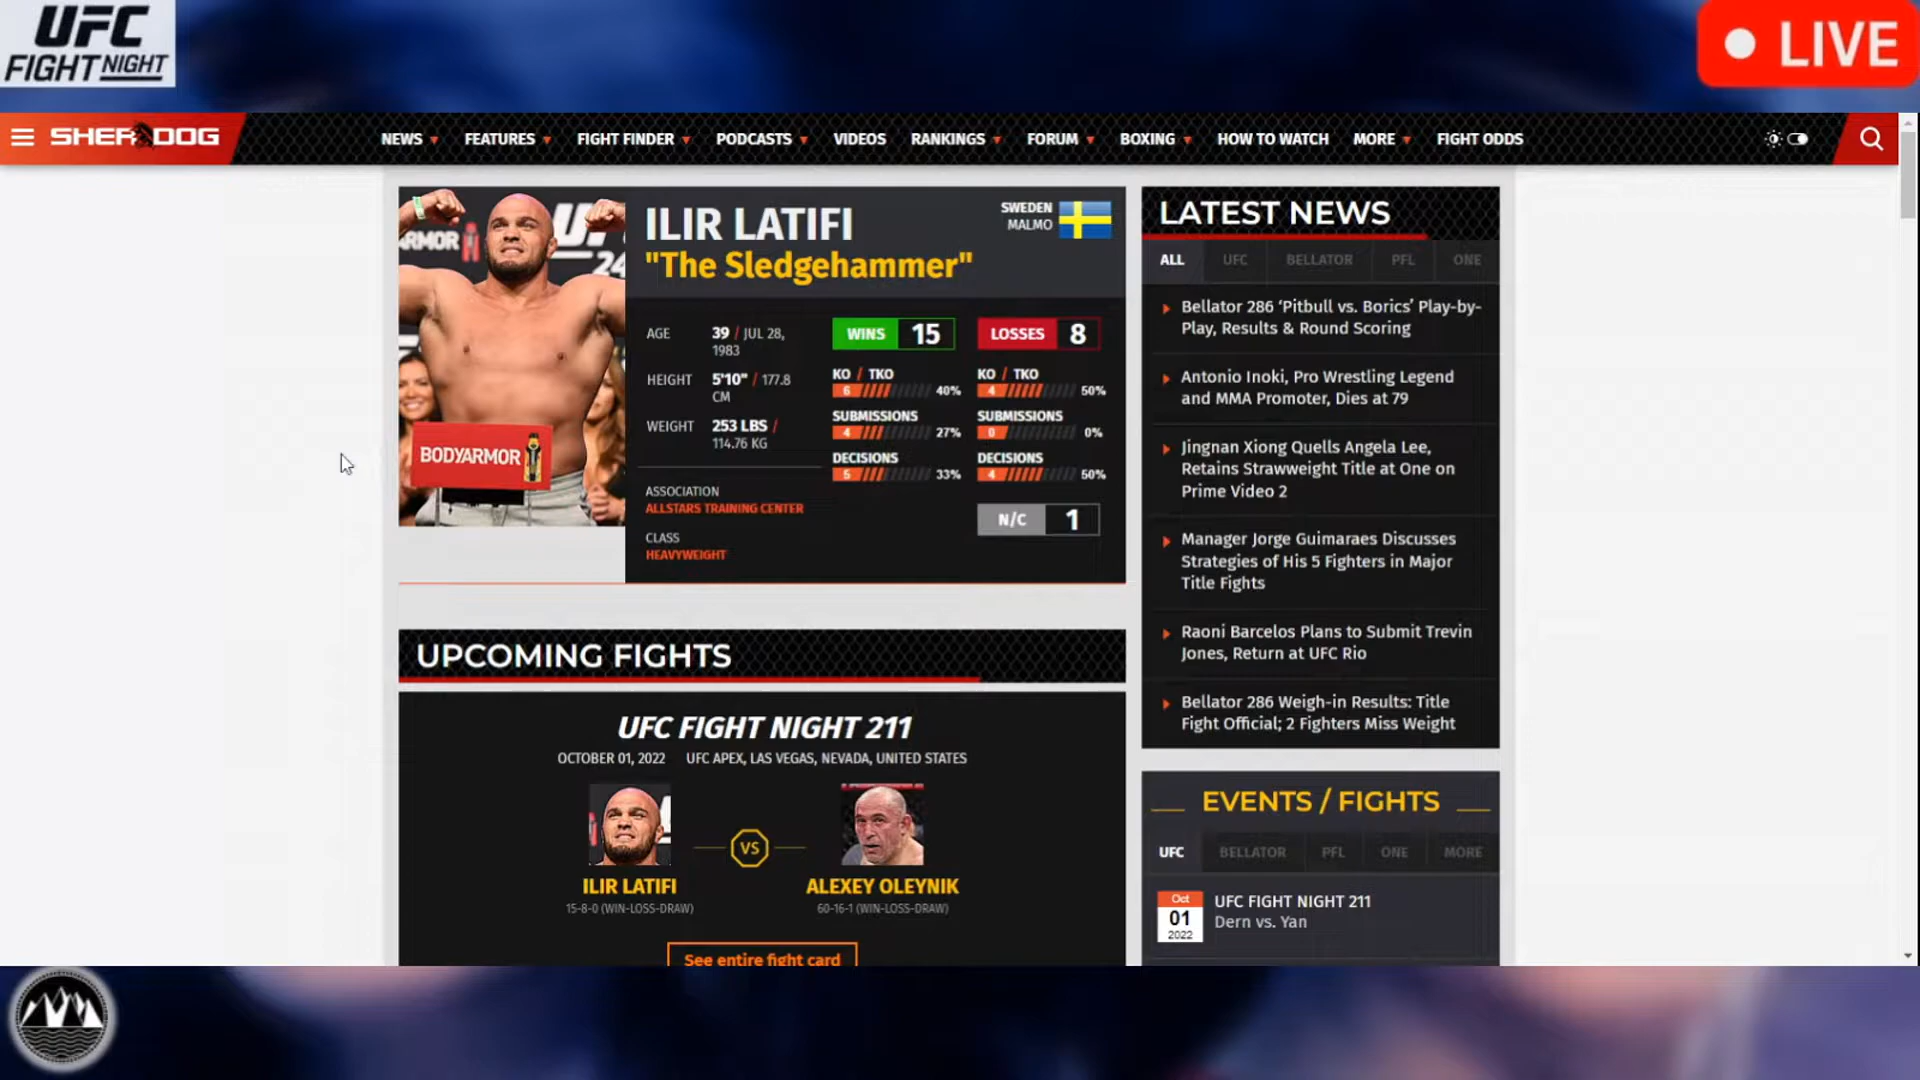 UFC
FIGHT NIGHT
LIVE
SHERDOG
NEWS
FEATURES
FIGHT FINDER
PODCASTS
VIDEOS
RANKINGS
FORUM
BOXING
HOW TO WATCH
MORE
FIGHT ODDS
ARMOR
UF
24
BODYARMOR
ILIR LATIFI
"The Sledgehammer"
SWEDEN
MALMO
AGE
39 / JUL 28,
1983
HEIGHT
5'10" / 177.8
CM
WEIGHT
253 LBS /
114.76 KG
ASSOCIATION
ALLSTARS TRAINING CENTER
CLASS
HEAVYWEIGHT
WINS 15
KO / TKO
6 40%
SUBMISSIONS
4 27%
DECISIONS
5 33%
LOSSES 8
KO / TKO
4 50%
SUBMISSIONS
0 0%
DECISIONS
4 50%
N/C 1
UPCOMING FIGHTS
UFC FIGHT NIGHT 211
OCTOBER 01, 2022 UFC APEX, LAS VEGAS, NEVADA, UNITED STATES
VS
ILIR LATIFI
15-8-0 (WIN-LOSS-DRAW)
ALEXEY OLEYNIK
60-16-1 (WIN-LOSS-DRAW)
See entire fight card
LATEST NEWS
ALL UFC BELLATOR PFL ONE
Bellator 286 ‘Pitbull vs. Borics’ Play-by-
Play, Results & Round Scoring
Antonio Inoki, Pro Wrestling Legend
and MMA Promoter, Dies at 79
Jingnan Xiong Quells Angela Lee,
Retains Strawweight Title at One on
Prime Video 2
Manager Jorge Guimaraes Discusses
Strategies of His 5 Fighters in Major
Title Fights
Raoni Barcelos Plans to Submit Trevin
Jones, Return at UFC Rio
Bellator 286 Weigh-in Results: Title
Fight Official; 2 Fighters Miss Weight
EVENTS / FIGHTS
UFC BELLATOR PFL ONE MORE
Oct
01
2022
UFC FIGHT NIGHT 211
Dern vs. Yan